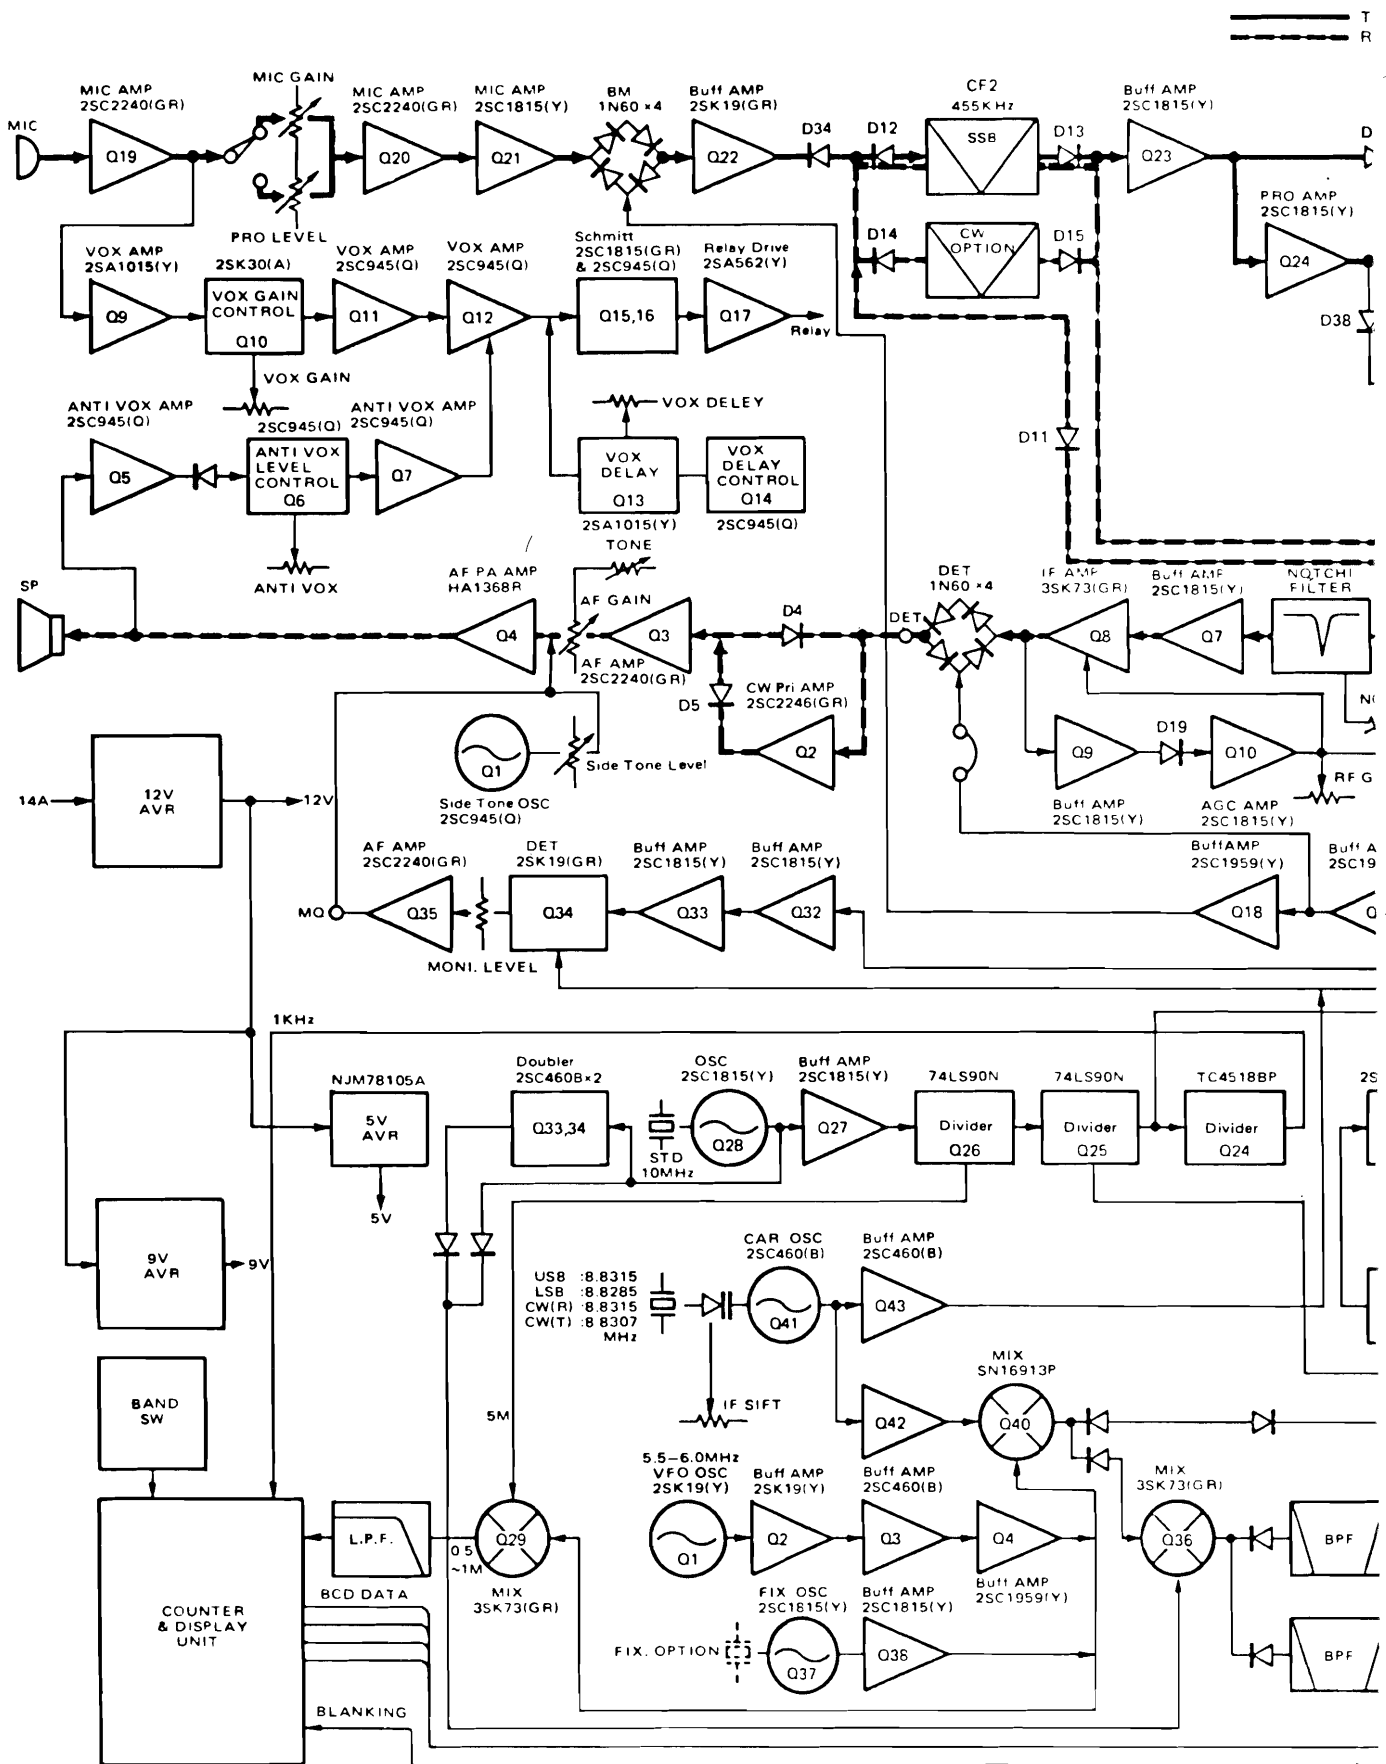 T
R
MIC
MIC AMP
2SC2240(GR)
Q19
MIC GAIN
PRO LEVEL
MIC AMP
2SC2240(GR)
Q20
MIC AMP
2SC1815(Y)
Q21
BM
1N60 ×4
Buff AMP
2SK19(GR)
Q22
D34
D12
CF2
455KHz
SSB
D13
Buff AMP
2SC1815(Y)
Q23
D
PRO AMP
2SC1815(Y)
Q24
D38
D14
CW
OPTION
D15
VOX AMP
2SA1015(Y)
Q9
2SK30(A)
VOX GAIN
CONTROL
Q10
VOX GAIN
VOX AMP
2SC945(Q)
Q11
VOX AMP
2SC945(Q)
Q12
Schmitt
2SC1815(GR)
& 2SC945(Q)
Q15,16
Relay Drive
2SA562(Y)
Q17
Relay
ANTI VOX AMP
2SC945(Q)
Q5
2SC945(Q)
ANTI VOX
LEVEL
CONTROL
Q6
ANTI VOX
ANTI VOX AMP
2SC945(Q)
Q7
VOX DELEY
VOX
DELAY
Q13
2SA1015(Y)
VOX
DELAY
CONTROL
Q14
2SC945(Q)
D11
SP
AF PA AMP
HA1368R
Q4
TONE
AF GAIN
Q3
AF AMP
2SC2240(GR)
D4
DET
DET
1N60 ×4
IF AMP
3SK73(GR)
Q8
Buff AMP
2SC1815(Y)
Q7
NOTCHI
FILTER
D5
CW Pri AMP
2SC2246(GR)
Q2
Q1
Side Tone OSC
2SC945(Q)
Side Tone Level
Q9
Buff AMP
2SC1815(Y)
D19
Q10
AGC AMP
2SC1815(Y)
RF G
14A
12V
AVR
12V
MO
AF AMP
2SC2240(GR)
Q35
MONI. LEVEL
DET
2SK19(GR)
Q34
Buff AMP
2SC1815(Y)
Q33
Buff AMP
2SC1815(Y)
Q32
BuffAMP
2SC1959(Y)
Q18
Buff A
2SC19
Q
1KHz
NJM78105A
5V
AVR
5V
Doubler
2SC460B×2
Q33,34
STD
10MHz
OSC
2SC1815(Y)
Q28
Buff AMP
2SC1815(Y)
Q27
74LS90N
Divider
Q26
74LS90N
Divider
Q25
TC4518BP
Divider
Q24
2S
9V
AVR
9V
USB :8.8315
LSB :8.8285
CW(R) :8.8315
CW(T) :8.8307
MHz
CAR OSC
2SC460(B)
Q41
Buff AMP
2SC460(B)
Q43
IF SIFT
Q42
MIX
SN16913P
Q40
BAND
SW
5M
5.5–6.0MHz
VFO OSC
2SK19(Y)
Q1
Buff AMP
2SK19(Y)
Q2
Buff AMP
2SC460(B)
Q3
Q4
Buff AMP
2SC1959(Y)
MIX
3SK73(GR)
Q36
BPF
BPF
L.P.F.
0.5
~1M
Q29
MIX
3SK73(GR)
BCD DATA
COUNTER
& DISPLAY
UNIT
BLANKING
FIX. OPTION
FIX OSC
2SC1815(Y)
Q37
Buff AMP
2SC1815(Y)
Q38